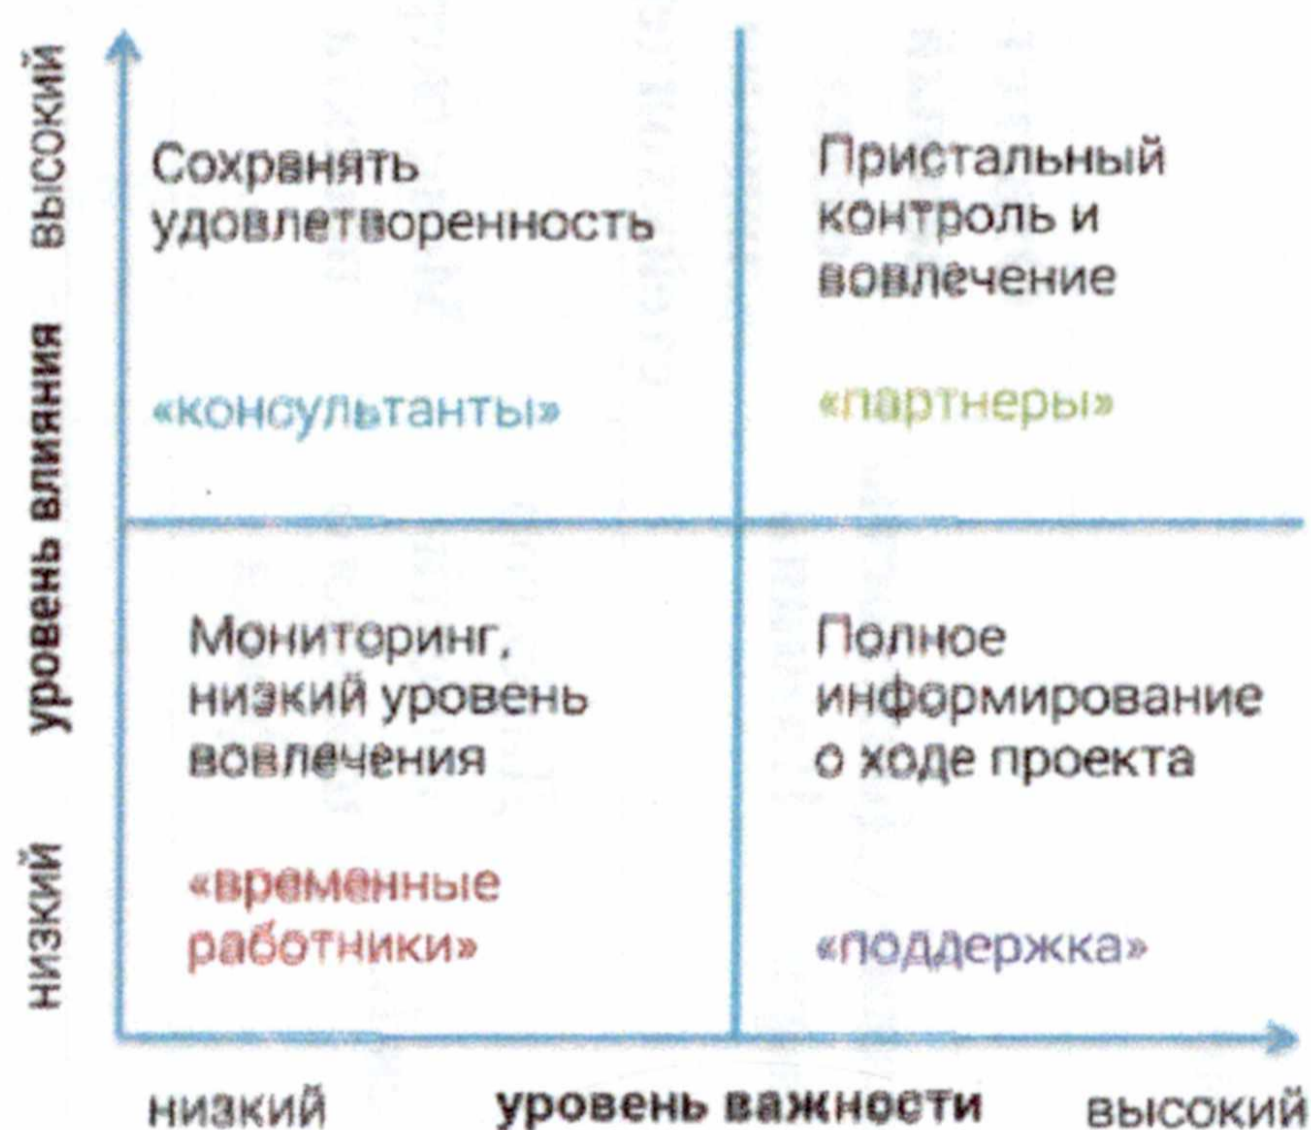 высокий
Сохранять
удовлетворенность
«консультанты»
Пристальный
контроль и
вовлечение
«партнеры»
уровень влияния
Мониторинг,
низкий уровень
вовлечения
«временные
работники»
Полное
информирование
о ходе проекта
«поддержка»
низкий
низкий
уровень важности
высокий